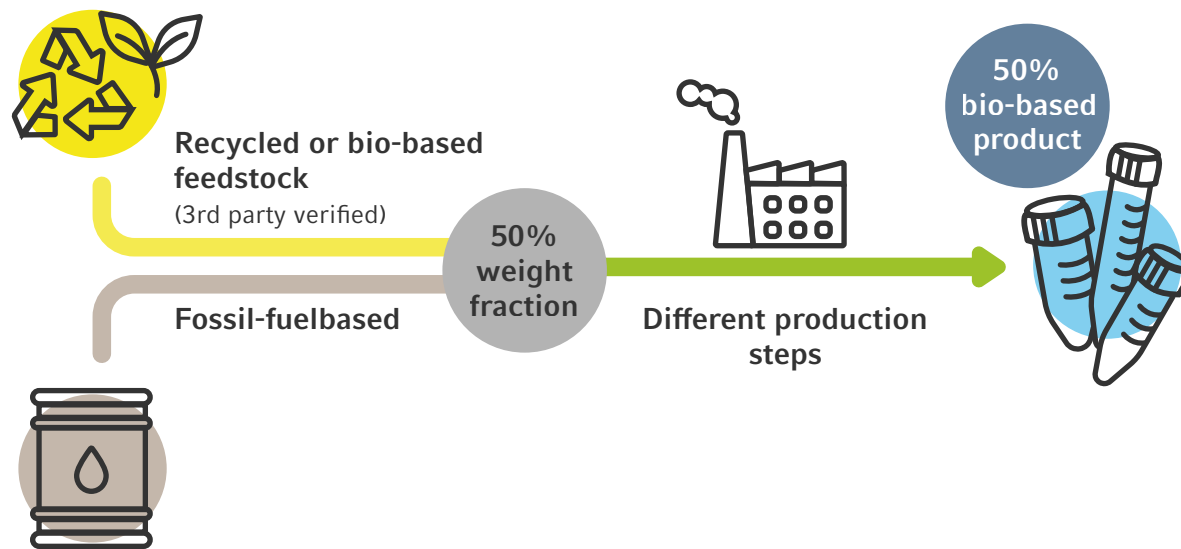 Recycled or bio-based
feedstock
(3rd party verified)
Fossil-fuelbased
50%
weight
fraction
Different production
steps
50%
bio-based
product